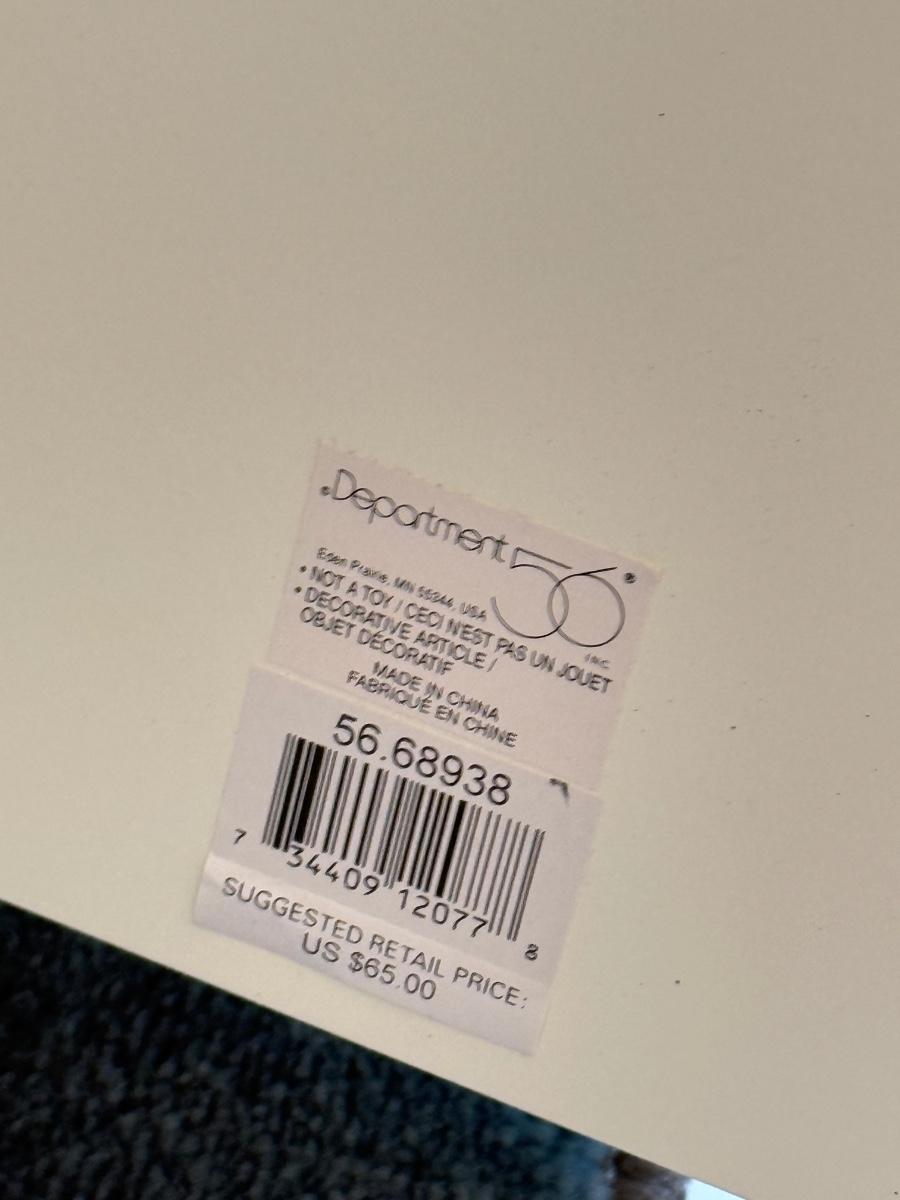 Department 56®
Eden Prairie, MN 55344, USA
INC.
• NOT A TOY / CECI N'EST PAS UN JOUET
• DECORATIVE ARTICLE /
OBJET DÉCORATIF
MADE IN CHINA
FABRIQUÉ EN CHINE
56.68938
7 34409 12077 8
SUGGESTED RETAIL PRICE:
US $65.00